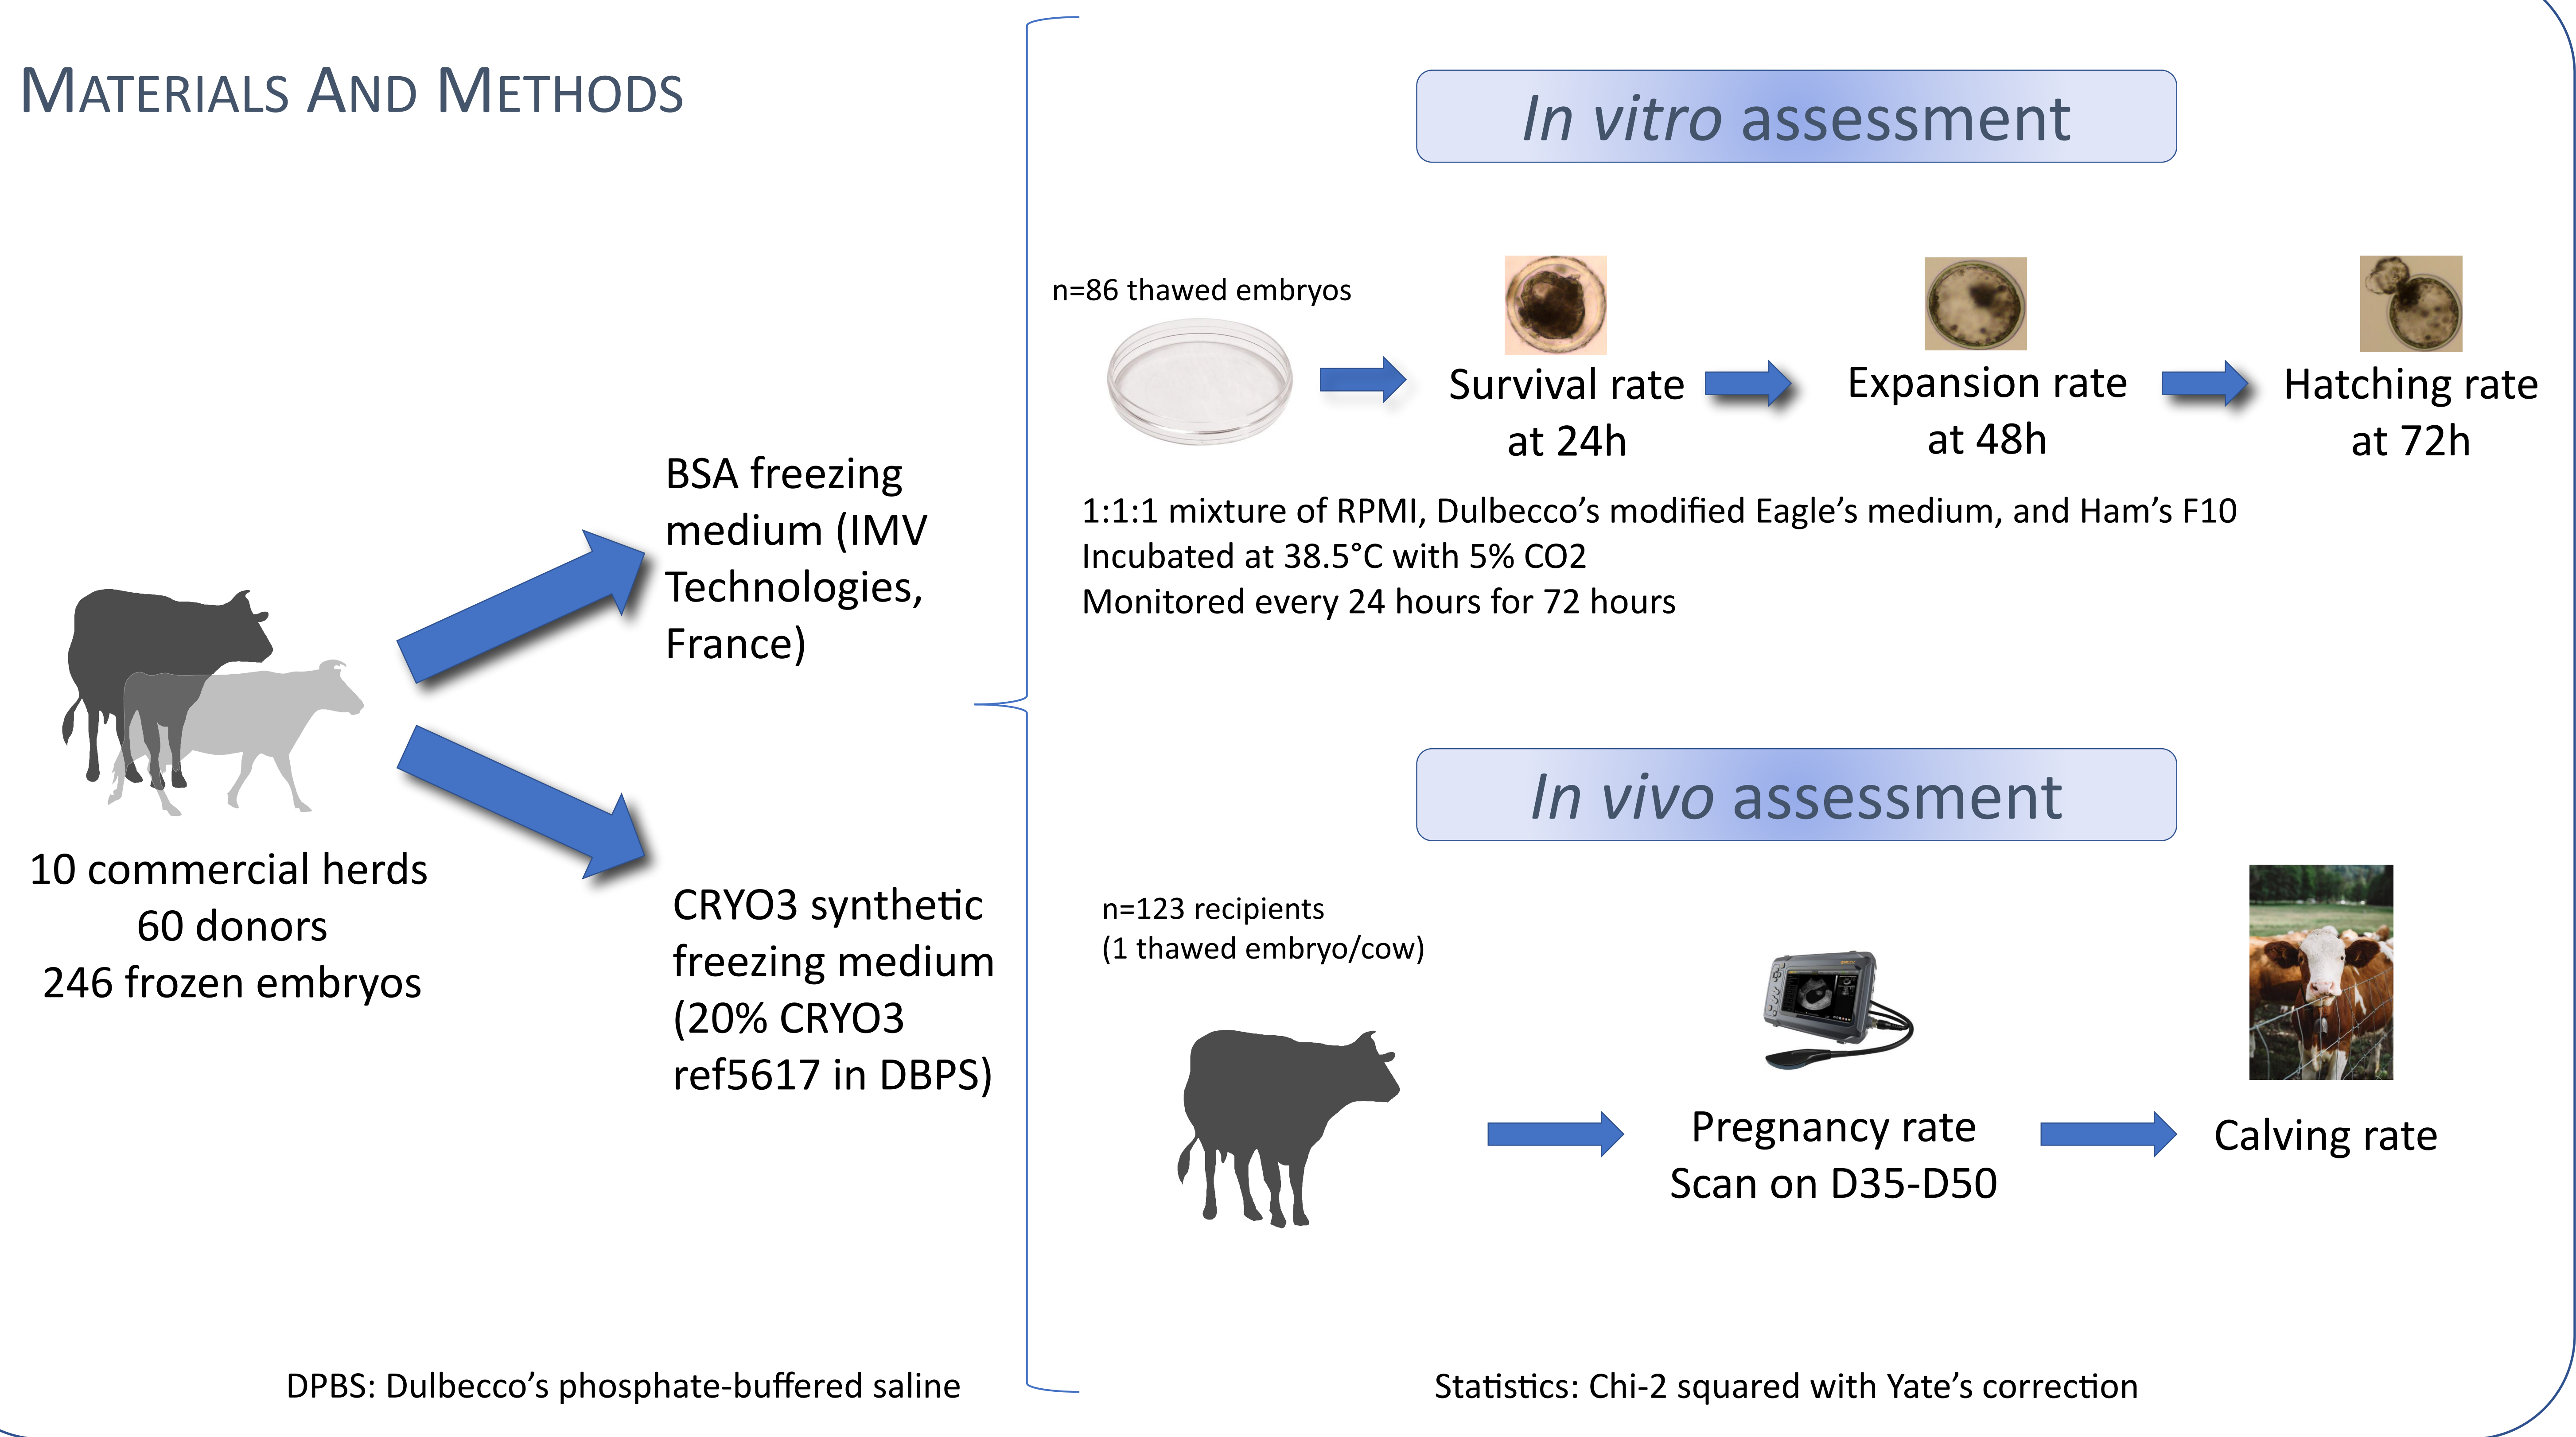 MATERIALS AND METHODS
10 commercial herds
60 donors
246 frozen embryos
BSA freezing
medium (IMV
Technologies,
France)
CRYO3 synthetic
freezing medium
(20% CRYO3
ref5617 in DBPS)
DPBS: Dulbecco’s phosphate-buffered saline
In vitro assessment
n=86 thawed embryos
Survival rate
at 24h
Expansion rate
at 48h
Hatching rate
at 72h
1:1:1 mixture of RPMI, Dulbecco’s modified Eagle’s medium, and Ham’s F10
Incubated at 38.5°C with 5% CO2
Monitored every 24 hours for 72 hours
In vivo assessment
n=123 recipients
(1 thawed embryo/cow)
Pregnancy rate
Scan on D35-D50
Calving rate
Statistics: Chi-2 squared with Yate’s correction